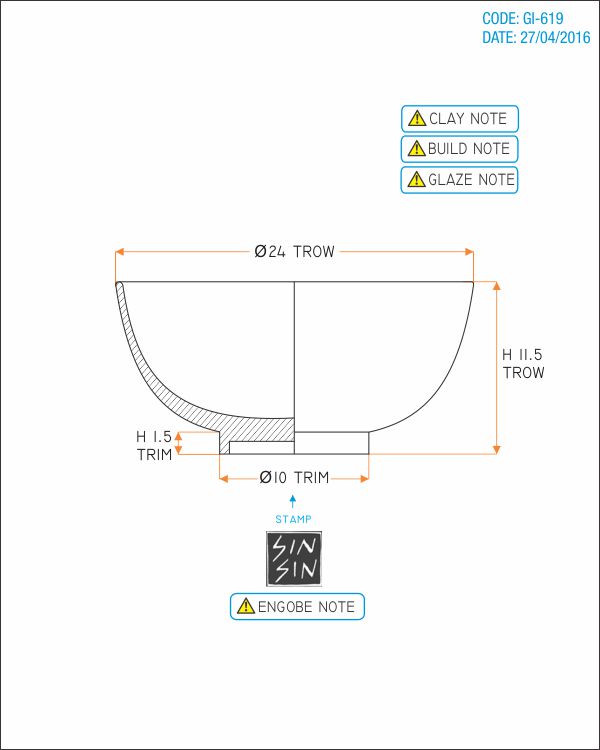 CODE: GI-619
DATE: 27/04/2016
CLAY NOTE
BUILD NOTE
GLAZE NOTE
Ø24 TROW
H 11.5
TROW
H 1.5
TRIM
Ø10 TRIM
STAMP
SIN
SIN
ENGOBE NOTE